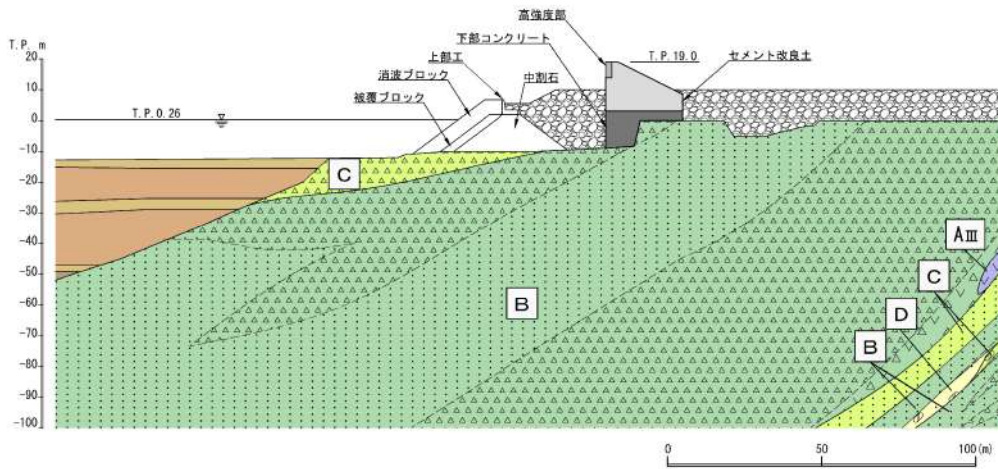 高強度部
T.P. m
下部コンクリート
上部工
T.P.19.0
セメント改良土
消波ブロック
中割石
被覆ブロック
T.P.0.26
20
10
0
-10
-20
-30
-40
-50
-60
-70
-80
-90
-100
C
B
AⅢ
C
D
B
0
50
100(m)